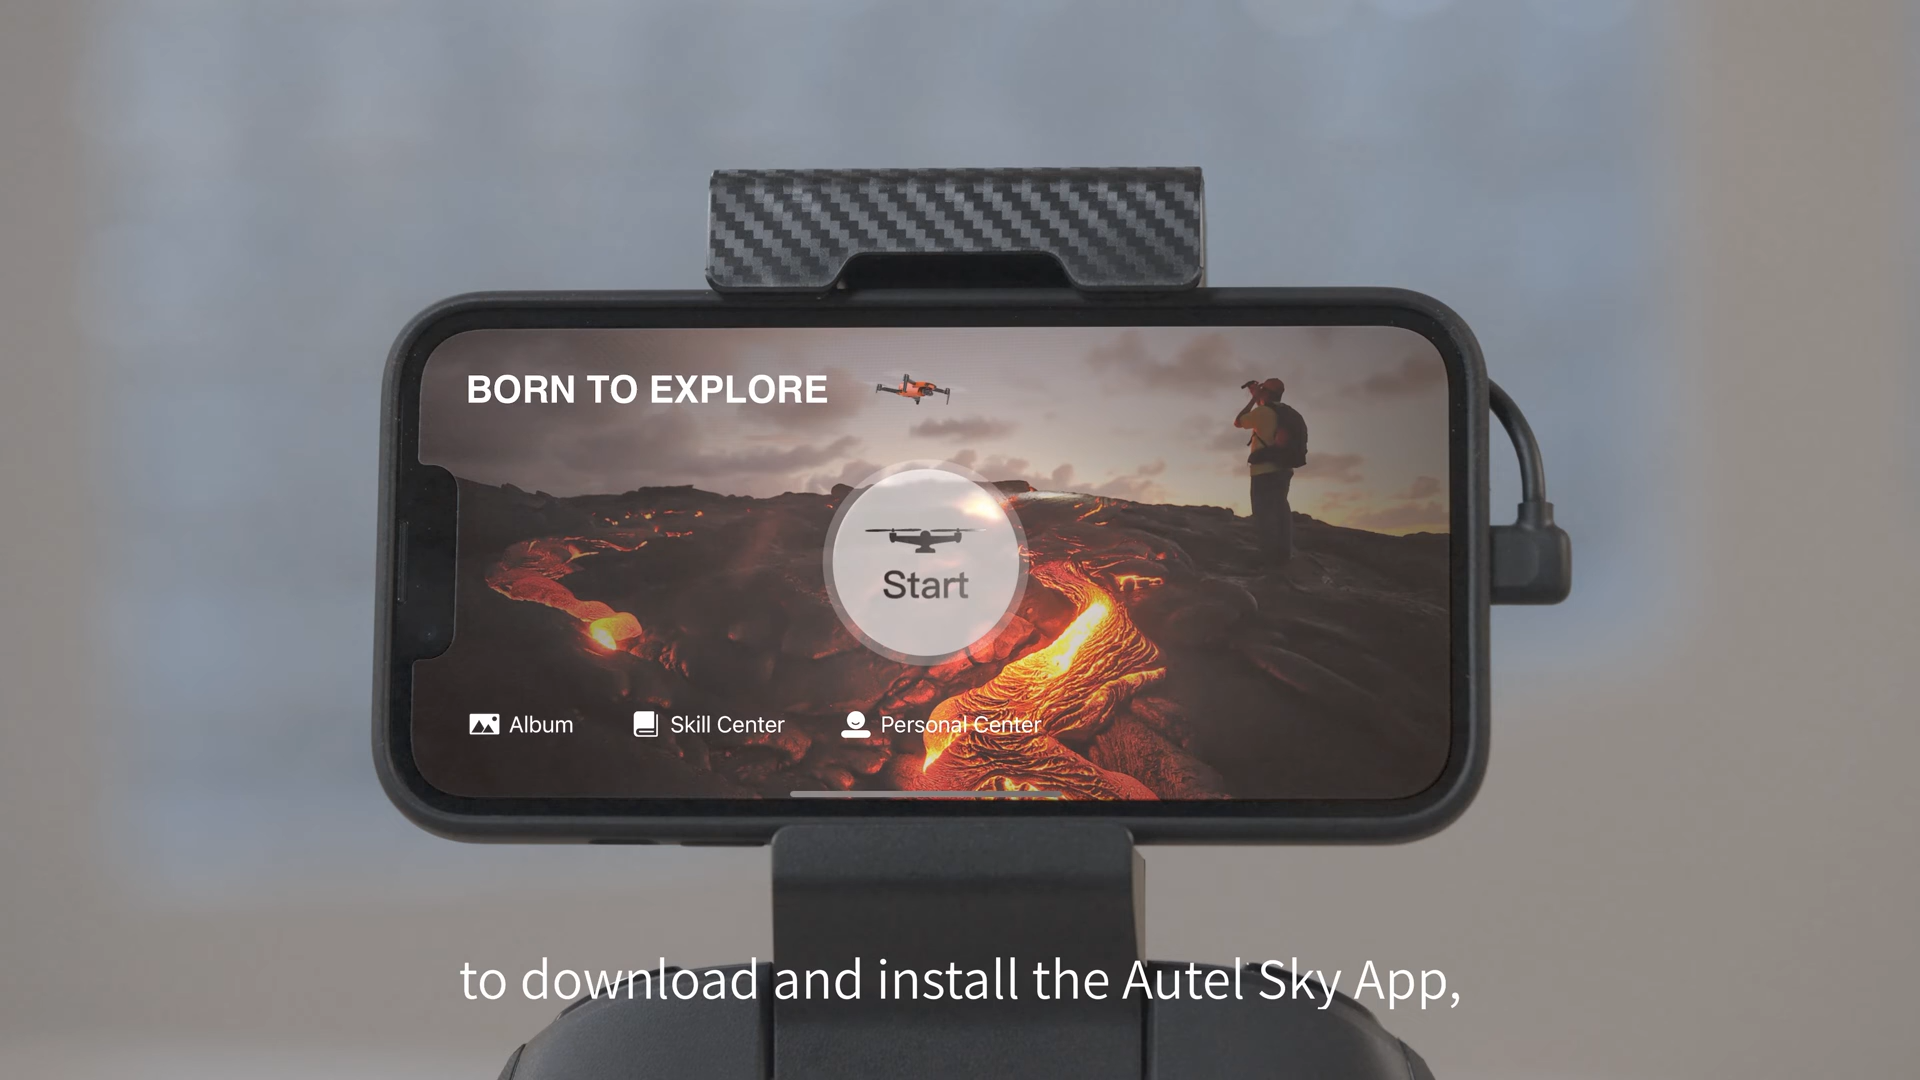 BORN TO EXPLORE
Start
Album
Skill Center
Personal Center
to download and install the Autel Sky App,